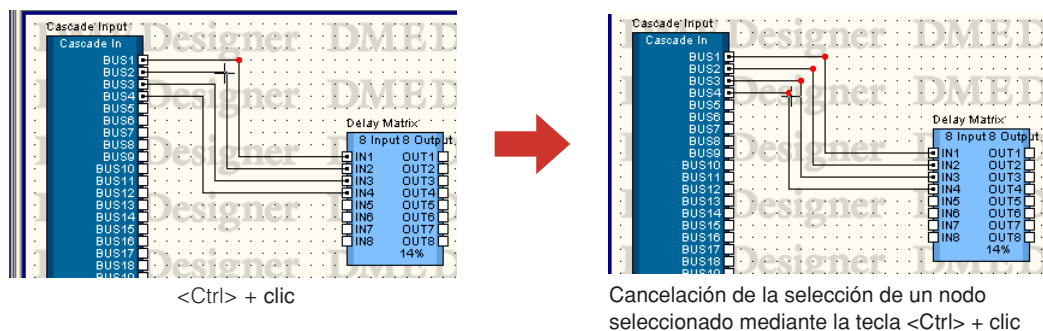 Cascade Input
Cascade In
BUS1
BUS2
BUS3
BUS4
BUS5
BUS6
BUS7
BUS8
BUS9
BUS10
BUS11
BUS12
BUS13
BUS14
BUS15
BUS16
BUS17
BUS18
BUS19
Delay Matrix
8 Input 8 Output
IN1 OUT1
IN2 OUT2
IN3 OUT3
IN4 OUT4
IN5 OUT5
IN6 OUT6
IN7 OUT7
IN8 OUT8
14%
<Ctrl> + clic
Cascade Input
Cascade In
BUS1
BUS2
BUS3
BUS4
BUS5
BUS6
BUS7
BUS8
BUS9
BUS10
BUS11
BUS12
BUS13
BUS14
BUS15
BUS16
BUS17
BUS18
BUS19
Delay Matrix
8 Input 8 Output
IN1 OUT1
IN2 OUT2
IN3 OUT3
IN4 OUT4
IN5 OUT5
IN6 OUT6
IN7 OUT7
IN8 OUT8
14%
Cancelación de la selección de un nodo
seleccionado mediante la tecla <Ctrl> + clic